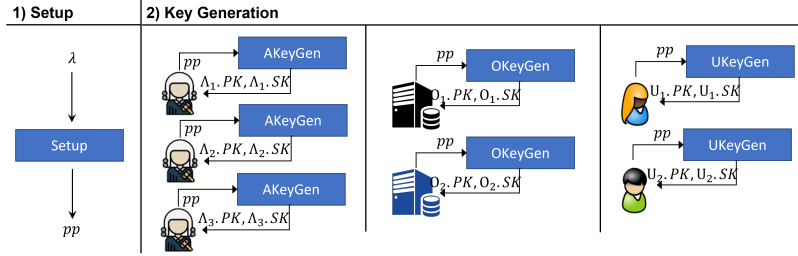 1) Setup
λ
Setup
pp
2) Key Generation
pp
AKeyGen
Λ₁.PK, Λ₁.SK
pp
AKeyGen
Λ₂.PK, Λ₂.SK
pp
AKeyGen
Λ₃.PK, Λ₃.SK
pp
OKeyGen
O₁.PK, O₁.SK
pp
OKeyGen
O₂.PK, O₂.SK
pp
UKeyGen
U₁.PK, U₁.SK
pp
UKeyGen
U₂.PK, U₂.SK